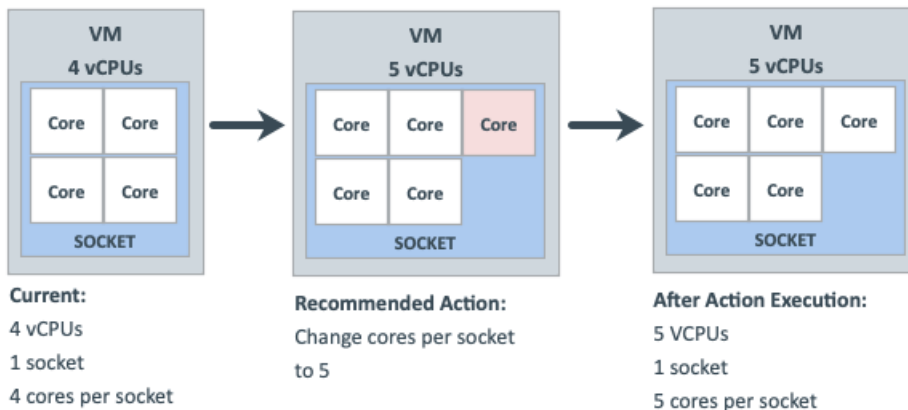 VM
4 vCPUs
Core Core
Core Core
SOCKET
Current:
4 vCPUs
1 socket
4 cores per socket
VM
5 vCPUs
Core Core Core
Core Core
SOCKET
Recommended Action:
Change cores per socket
to 5
VM
5 vCPUs
Core Core Core
Core Core
SOCKET
After Action Execution:
5 VCPUs
1 socket
5 cores per socket